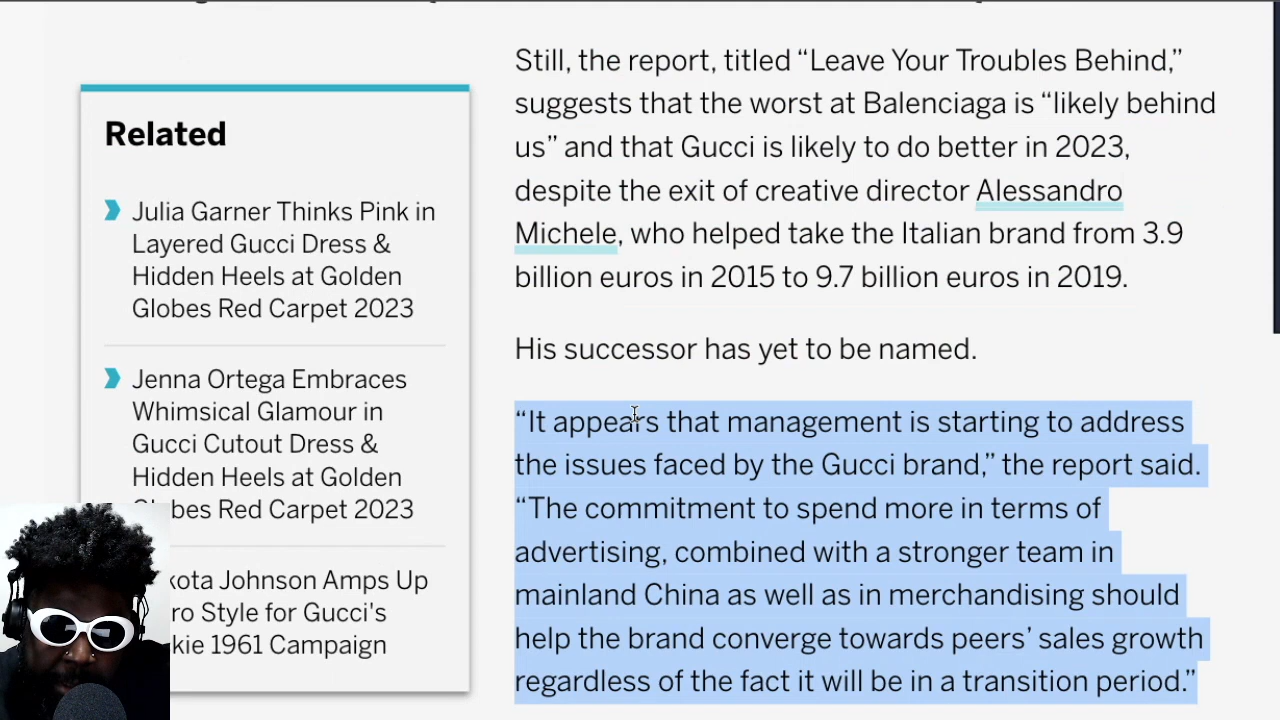 Related
Julia Garner Thinks Pink in
Layered Gucci Dress &
Hidden Heels at Golden
Globes Red Carpet 2023
Jenna Ortega Embraces
Whimsical Glamour in
Gucci Cutout Dress &
Hidden Heels at Golden
bes Red Carpet 2023
kota Johnson Amps Up
ro Style for Gucci's
kie 1961 Campaign
Still, the report, titled “Leave Your Troubles Behind,”
suggests that the worst at Balenciaga is “likely behind
us” and that Gucci is likely to do better in 2023,
despite the exit of creative director Alessandro
Michele, who helped take the Italian brand from 3.9
billion euros in 2015 to 9.7 billion euros in 2019.
His successor has yet to be named.
“It appears that management is starting to address
the issues faced by the Gucci brand,” the report said.
“The commitment to spend more in terms of
advertising, combined with a stronger team in
mainland China as well as in merchandising should
help the brand converge towards peers’ sales growth
regardless of the fact it will be in a transition period.”